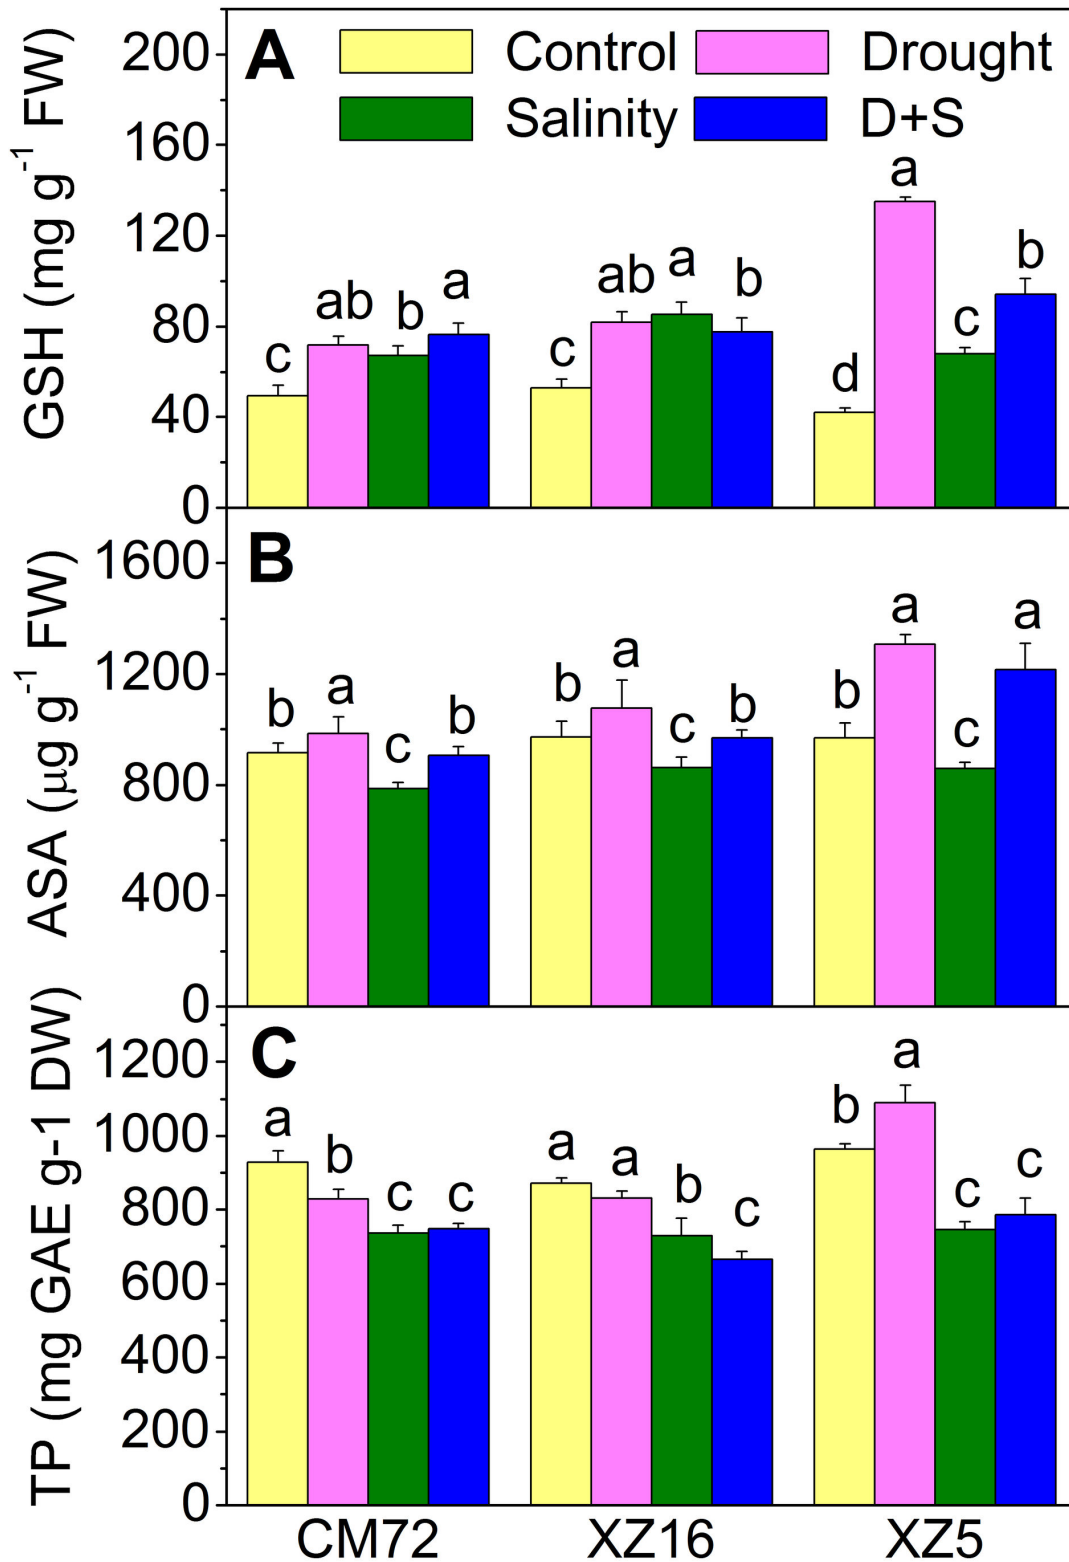 A
Control
Drought
Salinity
D+S
GSH (mg g⁻¹ FW)
200
160
120
80
40
0
c ab b a
c ab a b
d a c b
B
ASA (µg g⁻¹ FW)
1600
1200
800
400
0
b a c b
b a c b
b a c a
C
TP (mg GAE g-1 DW)
1200
1000
800
600
400
200
0
a b c c
a a b c
b a c c
CM72
XZ16
XZ5